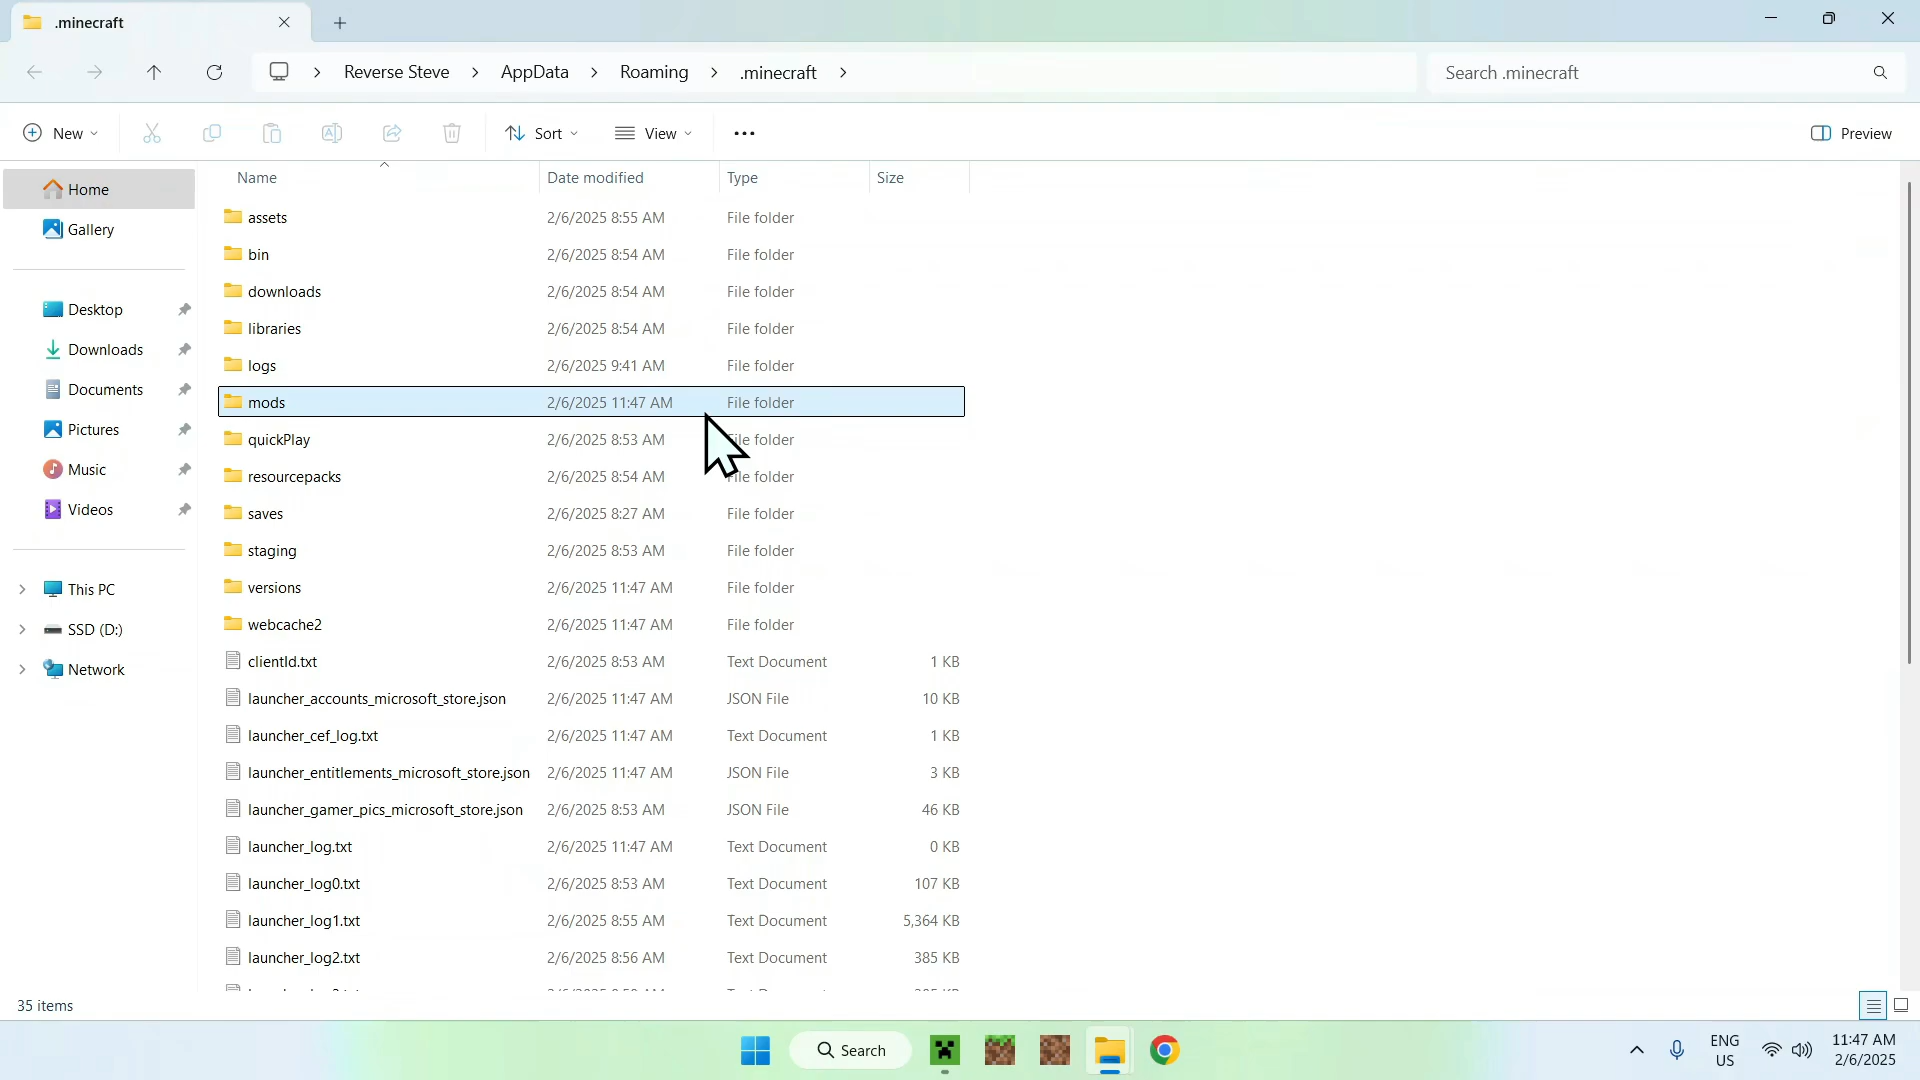 .minecraft
Reverse Steve
AppData
Roaming
.minecraft
Search .minecraft
New
Sort
View
Preview
Name
Date modified
Type
Size
Home
Gallery
Desktop
Downloads
Documents
Pictures
Music
Videos
This PC
SSD (D:)
Network
assets 2/6/2025 8:55 AM File folder
bin 2/6/2025 8:54 AM File folder
downloads 2/6/2025 8:54 AM File folder
libraries 2/6/2025 8:54 AM File folder
logs 2/6/2025 9:41 AM File folder
mods 2/6/2025 11:47 AM File folder
quickPlay 2/6/2025 8:53 AM File folder
resourcepacks 2/6/2025 8:54 AM File folder
saves 2/6/2025 8:27 AM File folder
staging 2/6/2025 8:53 AM File folder
versions 2/6/2025 11:47 AM File folder
webcache2 2/6/2025 11:47 AM File folder
clientId.txt 2/6/2025 8:53 AM Text Document 1 KB
launcher_accounts_microsoft_store.json 2/6/2025 11:47 AM JSON File 10 KB
launcher_cef_log.txt 2/6/2025 11:47 AM Text Document 1 KB
launcher_entitlements_microsoft_store.json 2/6/2025 11:47 AM JSON File 3 KB
launcher_gamer_pics_microsoft_store.json 2/6/2025 8:53 AM JSON File 46 KB
launcher_log.txt 2/6/2025 11:47 AM Text Document 0 KB
launcher_log0.txt 2/6/2025 8:53 AM Text Document 107 KB
launcher_log1.txt 2/6/2025 8:55 AM Text Document 5,364 KB
launcher_log2.txt 2/6/2025 8:56 AM Text Document 385 KB
35 items
Search
ENG
US
11:47 AM
2/6/2025